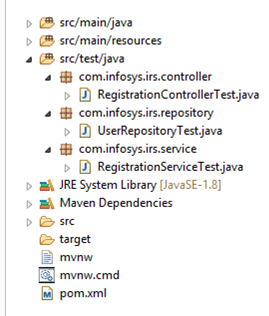 src/main/java
src/main/resources
src/test/java
com.infosys.irs.controller
RegistrationControllerTest.java
com.infosys.irs.repository
UserRepositoryTest.java
com.infosys.irs.service
RegistrationServiceTest.java
JRE System Library [JavaSE-1.8]
Maven Dependencies
src
target
mvnw
mvnw.cmd
pom.xml